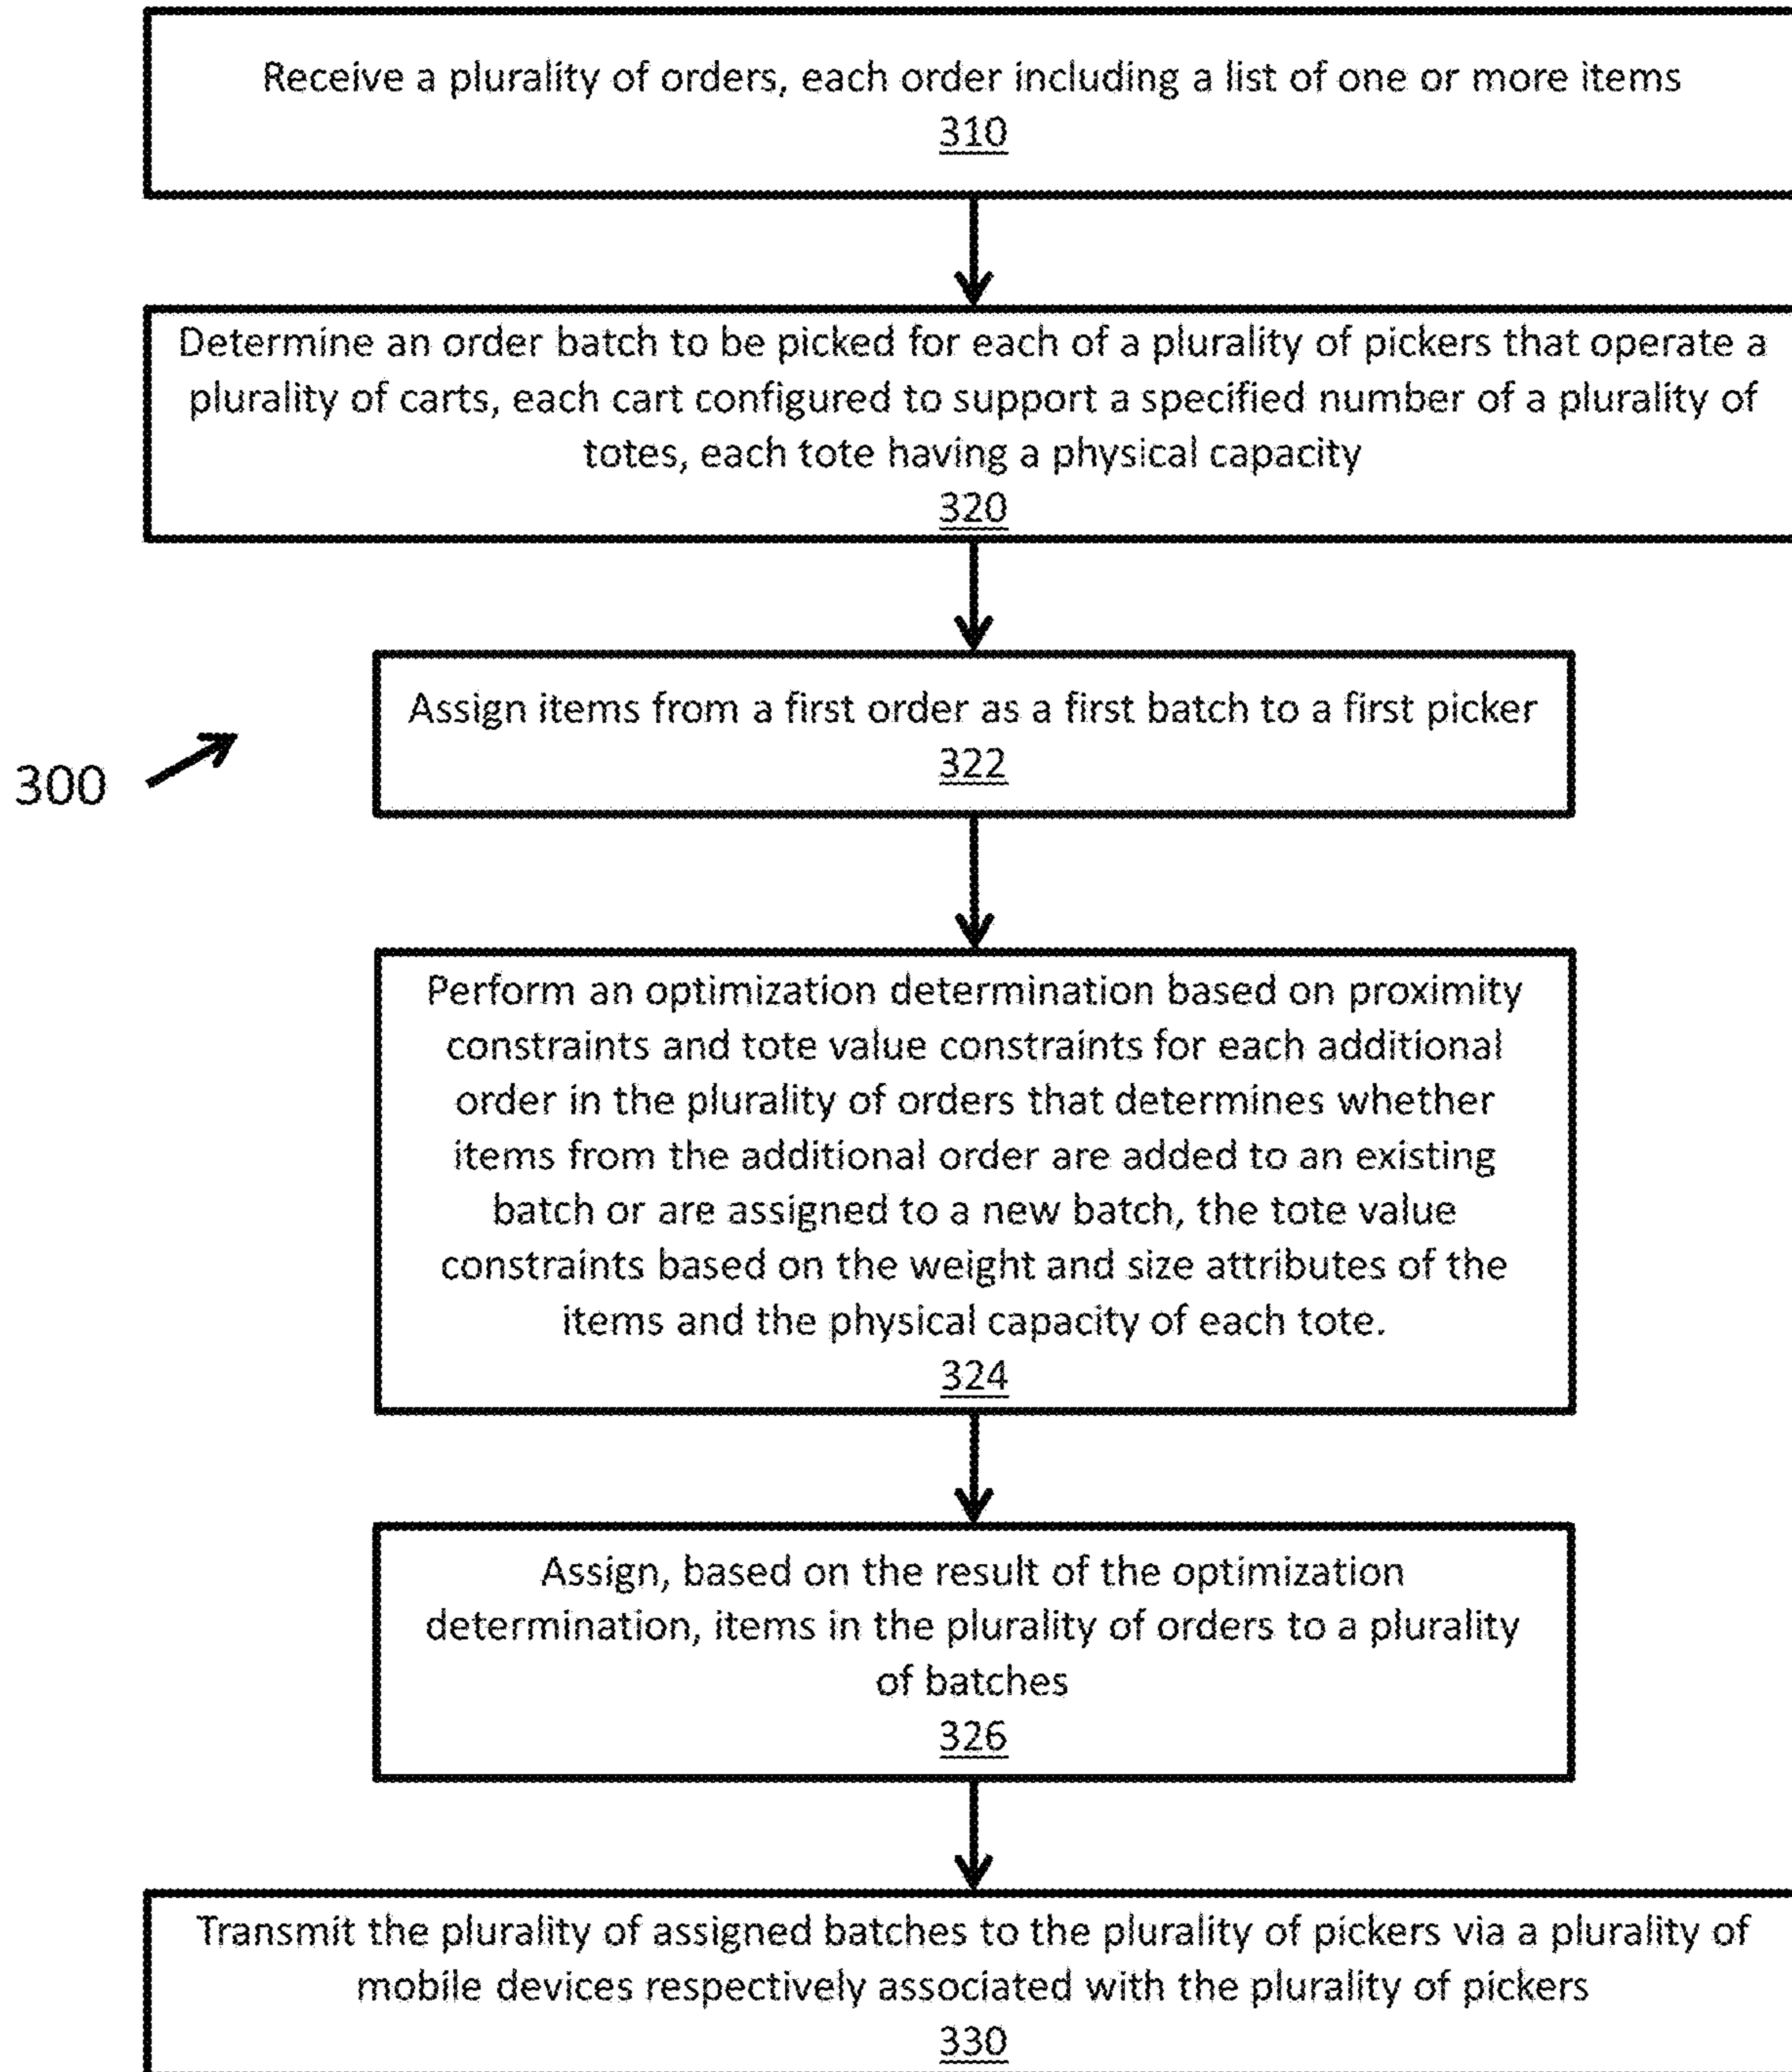 Receive a plurality of orders, each order including a list of one or more items
310
Determine an order batch to be picked for each of a plurality of pickers that operate a
plurality of carts, each cart configured to support a specified number of a plurality of
totes, each tote having a physical capacity
320
Assign items from a first order as a first batch to a first picker
322
300
Perform an optimization determination based on proximity
constraints and tote value constraints for each additional
order in the plurality of orders that determines whether
items from the additional order are added to an existing
batch or are assigned to a new batch, the tote value
constraints based on the weight and size attributes of the
items and the physical capacity of each tote.
324
Assign, based on the result of the optimization
determination, items in the plurality of orders to a plurality
of batches
326
Transmit the plurality of assigned batches to the plurality of pickers via a plurality of
mobile devices respectively associated with the plurality of pickers
330